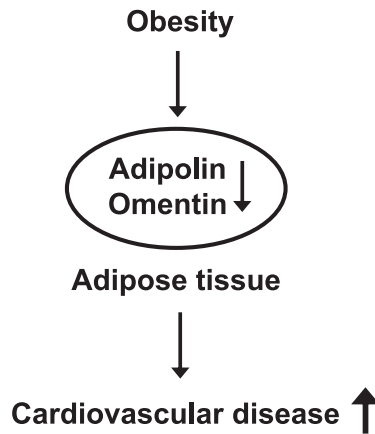 Obesity
Adipolin
Omentin
Adipose tissue
Cardiovascular disease